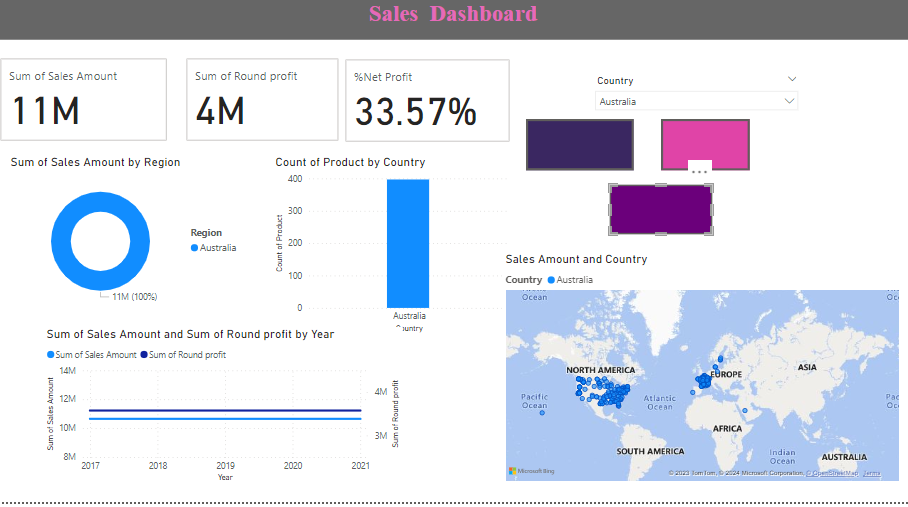 Sales Dashboard
Sum of Sales Amount
11M
Sum of Round profit
4M
%Net Profit
33.57%
Country
Australia
Sum of Sales Amount by Region
Region
Australia
11M (100%)
Count of Product by Country
Count of Product
400
300
200
100
0
Australia
Sales Amount and Country
Country Australia
Ocean
NORTH AMERICA
EUROPE
ASIA
Pacific
Ocean
Atlantic
Ocean
AFRICA
SOUTH AMERICA
Indian
Ocean
AUSTRALIA
Microsoft Bing
© 2023 TomTom, © 2024 Microsoft Corporation, © OpenStreetMap Terms
Sum of Sales Amount and Sum of Round profit by Year
Sum of Sales Amount Sum of Round profit
Sum of Sales Amount
14M
12M
10M
8M
4M
3M
Sum of Round profit
2017 2018 2019 2020 2021
Year